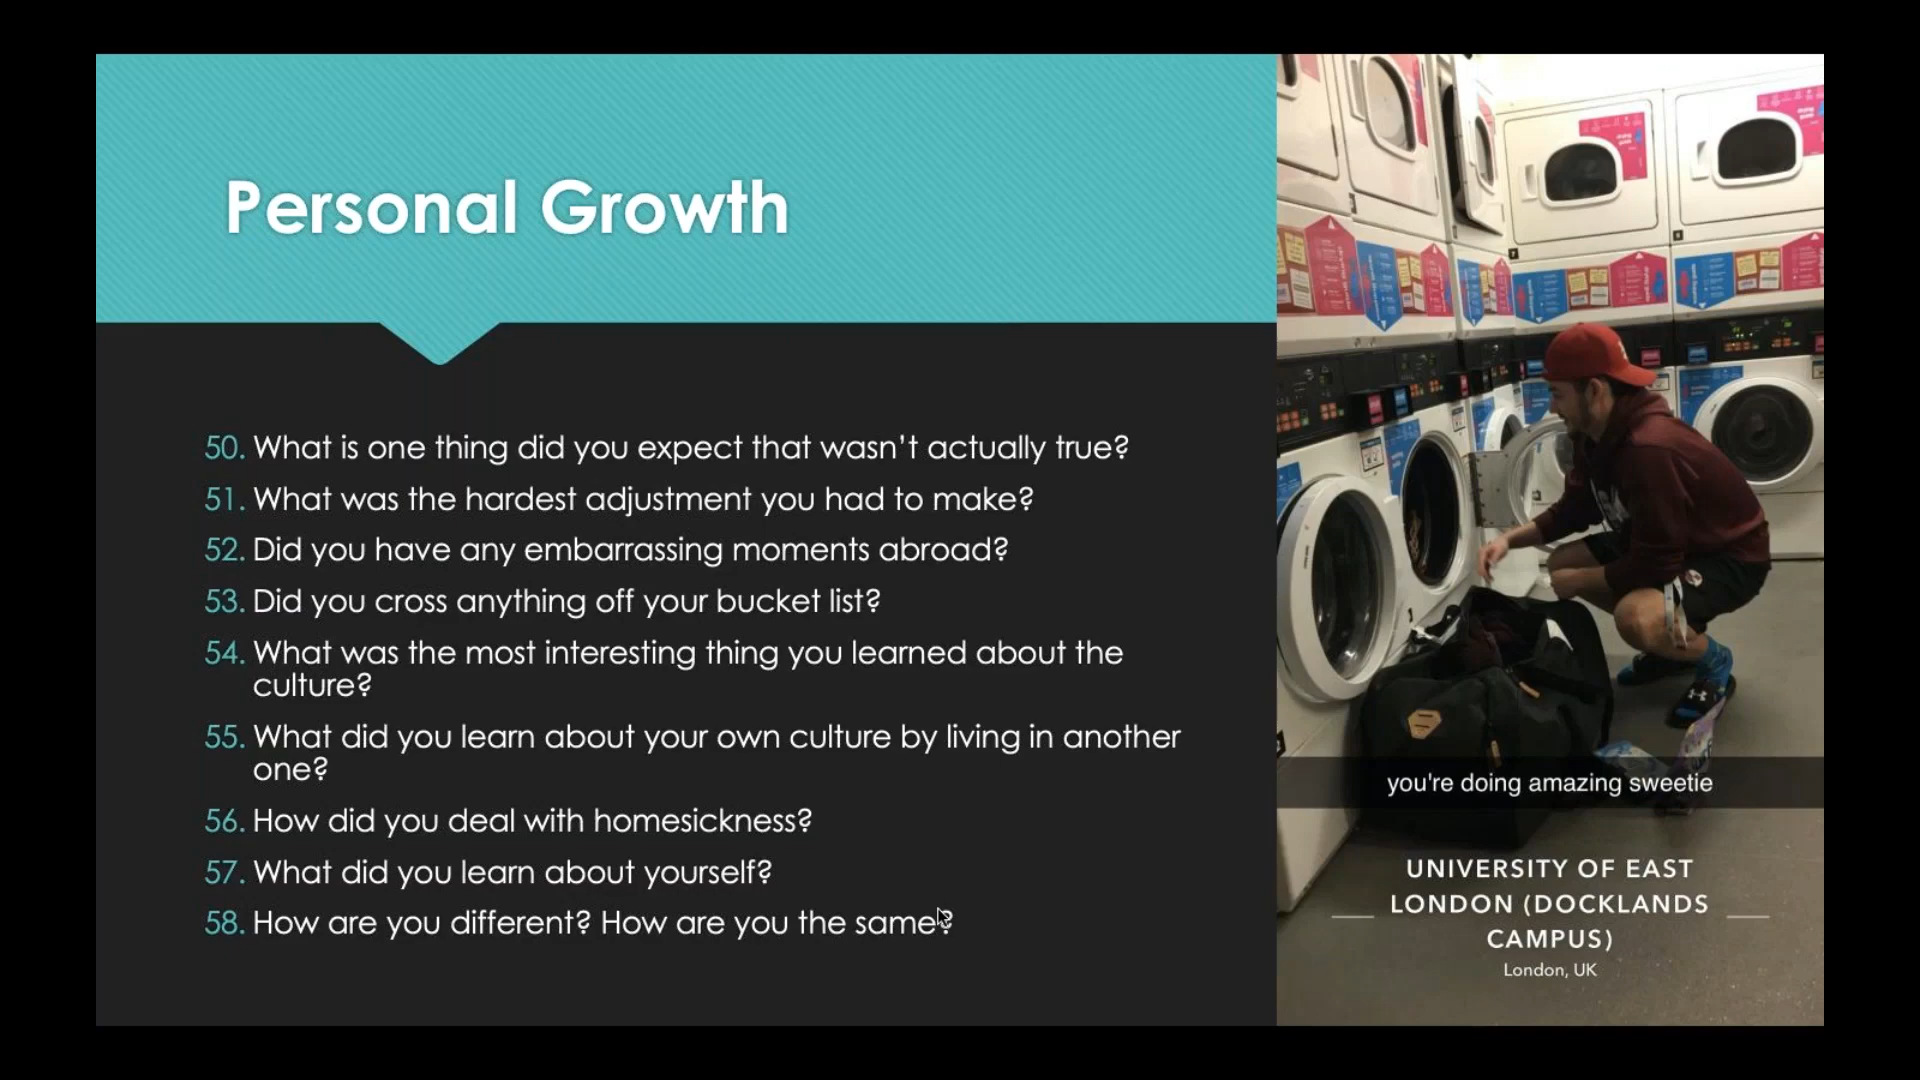 Personal Growth
50. What is one thing did you expect that wasn't actually true?
51. What was the hardest adjustment you had to make?
52. Did you have any embarrassing moments abroad?
53. Did you cross anything off your bucket list?
54. What was the most interesting thing you learned about the
culture?
55. What did you learn about your own culture by living in another
one?
56. How did you deal with homesickness?
57. What did you learn about yourself?
58. How are you different? How are you the same?
you're doing amazing sweetie
UNIVERSITY OF EAST
LONDON (DOCKLANDS
CAMPUS)
London, UK